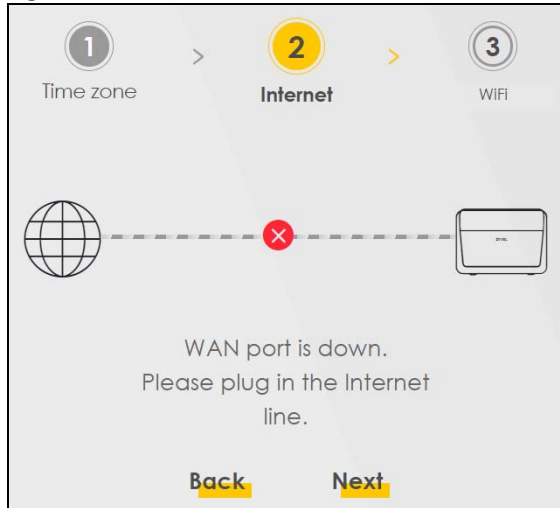 1 > 2 > 3
Time zone Internet WiFi
ZYXEL
WAN port is down.
Please plug in the Internet
line.
Back Next